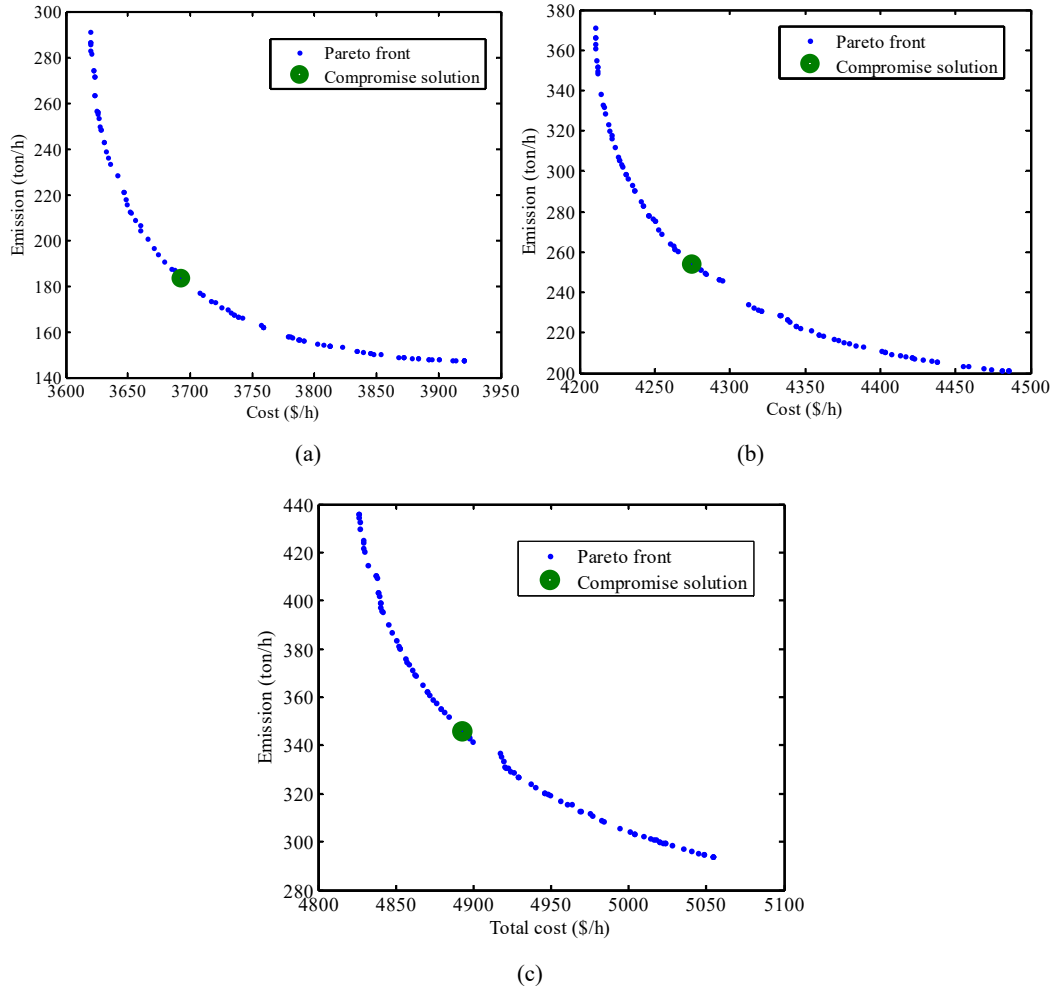 300
280
260
240
220
200
180
160
140
Emission (ton/h)
Pareto front
Compromise solution
3600 3650 3700 3750 3800 3850 3900 3950
Cost ($/h)
(a)
380
360
340
320
300
280
260
240
220
200
Emission (ton/h)
Pareto front
Compromise solution
4200 4250 4300 4350 4400 4450 4500
Cost ($/h)
(b)
440
420
400
380
360
340
320
300
280
Emission (ton/h)
Pareto front
Compromise solution
4800 4850 4900 4950 5000 5050 5100
Total cost ($/h)
(c)